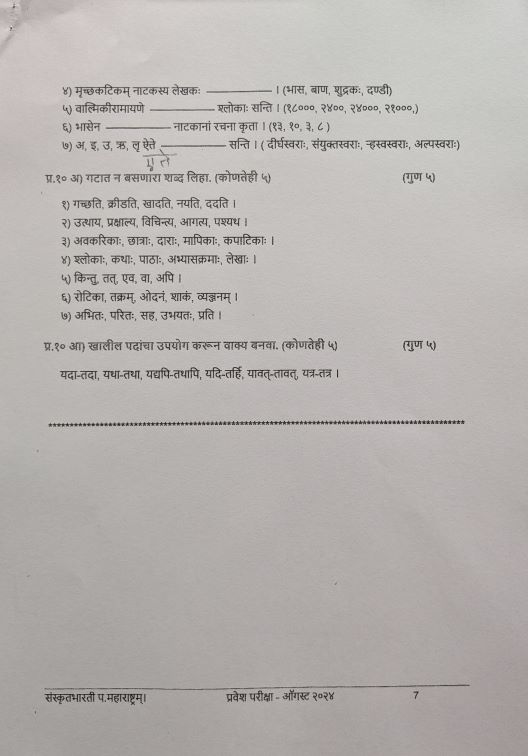 ४) मृच्छकटिकम् नाटकस्य लेखकः ————— । (भास, बाण, शुद्रकः, दण्डी)
५) वाल्मिकीरामायणे ————— श्लोकाः सन्ति । (१८०००, २४००, २४०००, २१०००,)
६) भासेन ————— नाटकानां रचना कृता । (१३, १०, ३, ८ )
७) अ, इ, उ, ऋ, लृ ऐते ————— सन्ति । ( दीर्घस्वराः, संयुक्तस्वराः, ऱ्हस्वस्वराः, अल्पस्वराः)
प्र.१० अ) गटात न बसणारा शब्द लिहा. (कोणतेही ५) (गुण ५)
१) गच्छति, क्रीडति, खादति, नयति, ददति ।
२) उत्थाय, प्रक्षाल्य, विचिन्त्य, आगत्य, पश्यथ ।
३) अवकरिकाः, छात्राः, दाराः, मापिकाः, कपाटिकाः ।
४) श्लोकाः, कथाः, पाठाः, अभ्यासक्रमाः, लेखाः ।
५) किन्तु, तत्, एव, वा, अपि ।
६) रोटिका, तक्रम्, ओदनं, शाकं, व्यञ्जनम् ।
७) अभितः, परितः, सह, उभयतः, प्रति ।
प्र.१० आ) खालील पदांचा उपयोग करून वाक्य बनवा. (कोणतेही ५) (गुण ५)
यदा-तदा, यथा-तथा, यद्यपि-तथापि, यदि-तर्हि, यावत्-तावत्, यत्र-तत्र ।
********************************************************************************
संस्कृतभारती प.महाराष्ट्रम्। प्रवेश परीक्षा - ऑगस्ट २०२४ 7